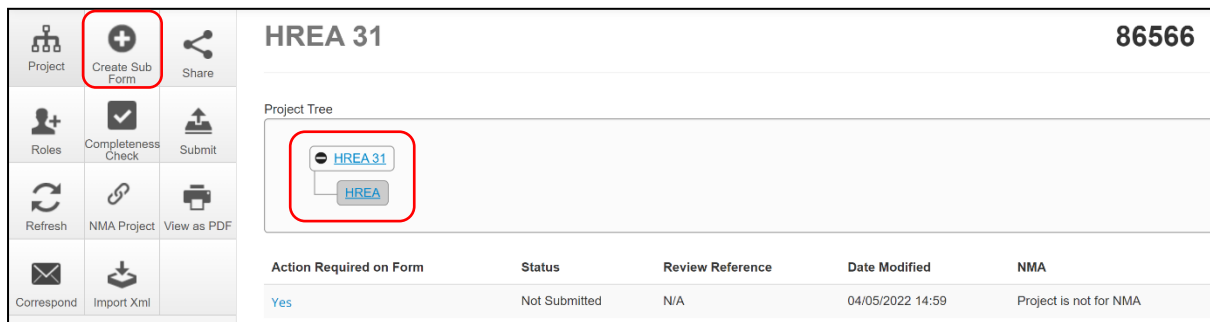 Project
Create Sub
Form
Share
Roles
Completeness
Check
Submit
Refresh
NMA Project
View as PDF
Correspond
Import Xml
HREA 31
86566
Project Tree
HREA 31
HREA
Action Required on Form Status Review Reference Date Modified NMA
Yes Not Submitted N/A 04/05/2022 14:59 Project is not for NMA